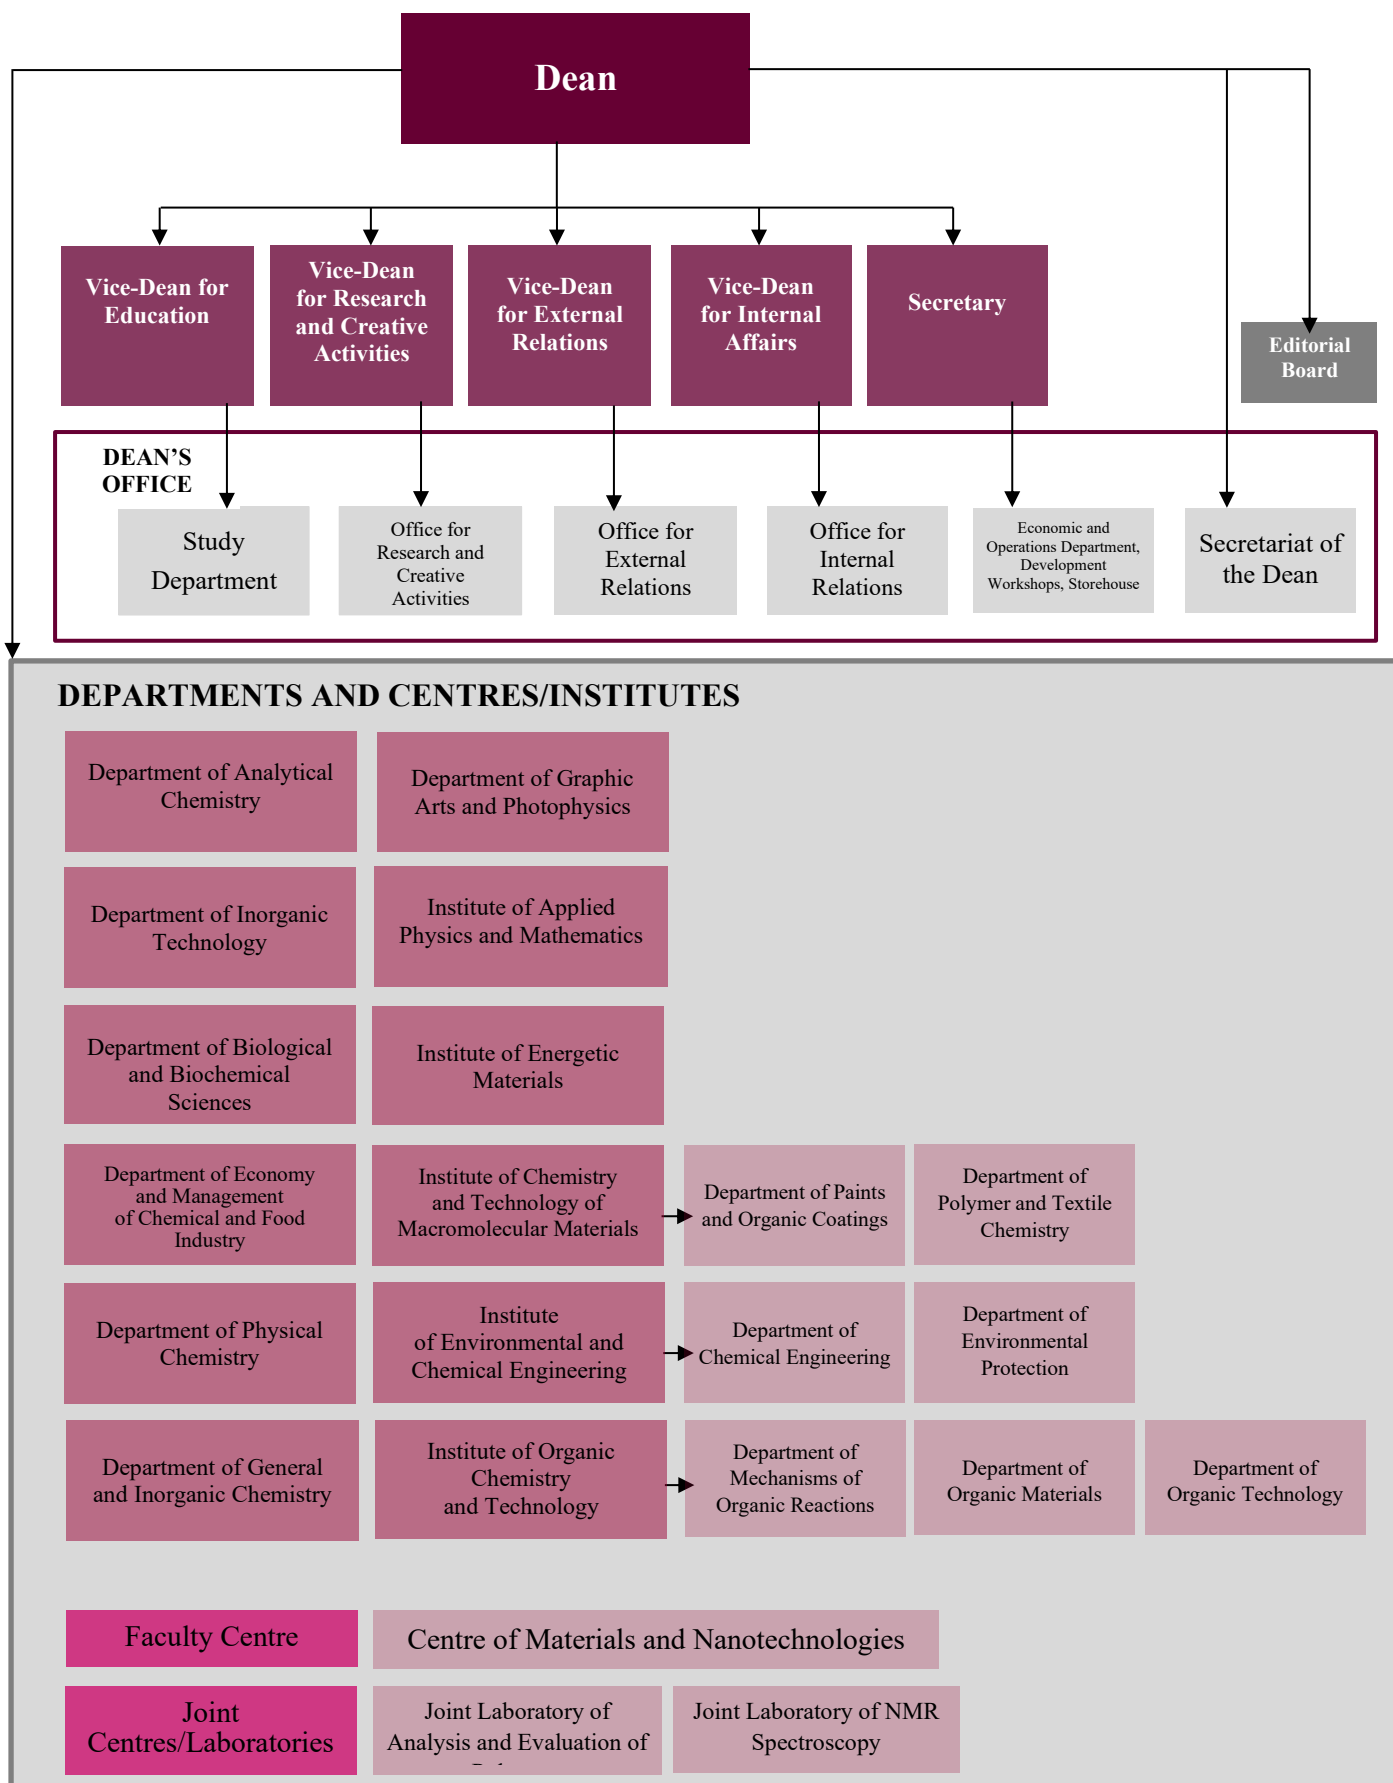 Dean
Vice-Dean for
Education
Vice-Dean
for Research
and Creative
Activities
Vice-Dean
for External
Relations
Vice-Dean
for Internal
Affairs
Secretary
Editorial
Board
DEAN’S
OFFICE
Study
Department
Office for
Research and
Creative
Activities
Office for
External
Relations
Office for
Internal
Relations
Economic and
Operations Department,
Development
Workshops, Storehouse
Secretariat of
the Dean
DEPARTMENTS AND CENTRES/INSTITUTES
Department of Analytical
Chemistry
Department of Graphic
Arts and Photophysics
Department of Inorganic
Technology
Institute of Applied
Physics and Mathematics
Department of Biological
and Biochemical
Sciences
Institute of Energetic
Materials
Department of Economy
and Management
of Chemical and Food
Industry
Institute of Chemistry
and Technology of
Macromolecular Materials
Department of Paints
and Organic Coatings
Department of
Polymer and Textile
Chemistry
Department of Physical
Chemistry
Institute
of Environmental and
Chemical Engineering
Department of
Chemical Engineering
Department of
Environmental
Protection
Department of General
and Inorganic Chemistry
Institute of Organic
Chemistry
and Technology
Department of
Mechanisms of
Organic Reactions
Department of
Organic Materials
Department of
Organic Technology
Faculty Centre
Centre of Materials and Nanotechnologies
Joint
Centres/Laboratories
Joint Laboratory of
Analysis and Evaluation of
Joint Laboratory of NMR
Spectroscopy